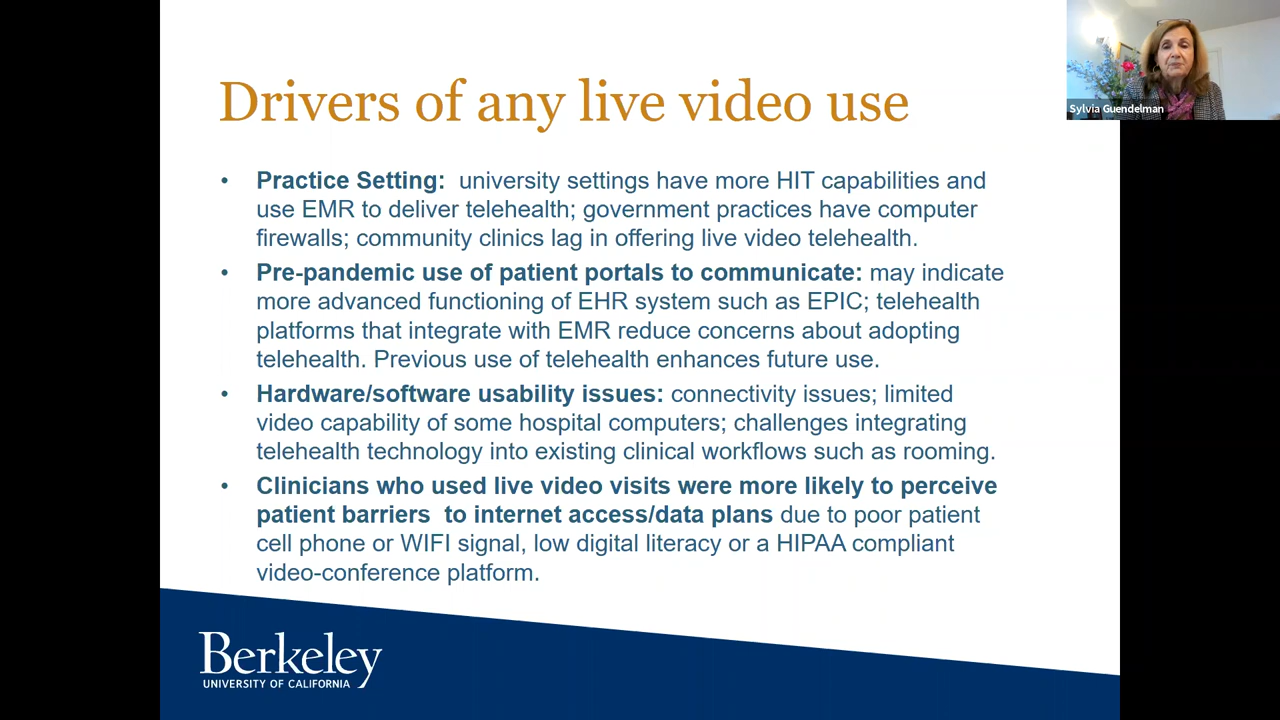 Drivers of any live video use
Sylvia Guendelman
• Practice Setting: university settings have more HIT capabilities and
use EMR to deliver telehealth; government practices have computer
firewalls; community clinics lag in offering live video telehealth.
• Pre-pandemic use of patient portals to communicate: may indicate
more advanced functioning of EHR system such as EPIC; telehealth
platforms that integrate with EMR reduce concerns about adopting
telehealth. Previous use of telehealth enhances future use.
• Hardware/software usability issues: connectivity issues; limited
video capability of some hospital computers; challenges integrating
telehealth technology into existing clinical workflows such as rooming.
• Clinicians who used live video visits were more likely to perceive
patient barriers to internet access/data plans due to poor patient
cell phone or WIFI signal, low digital literacy or a HIPAA compliant
video-conference platform.
Berkeley
UNIVERSITY OF CALIFORNIA